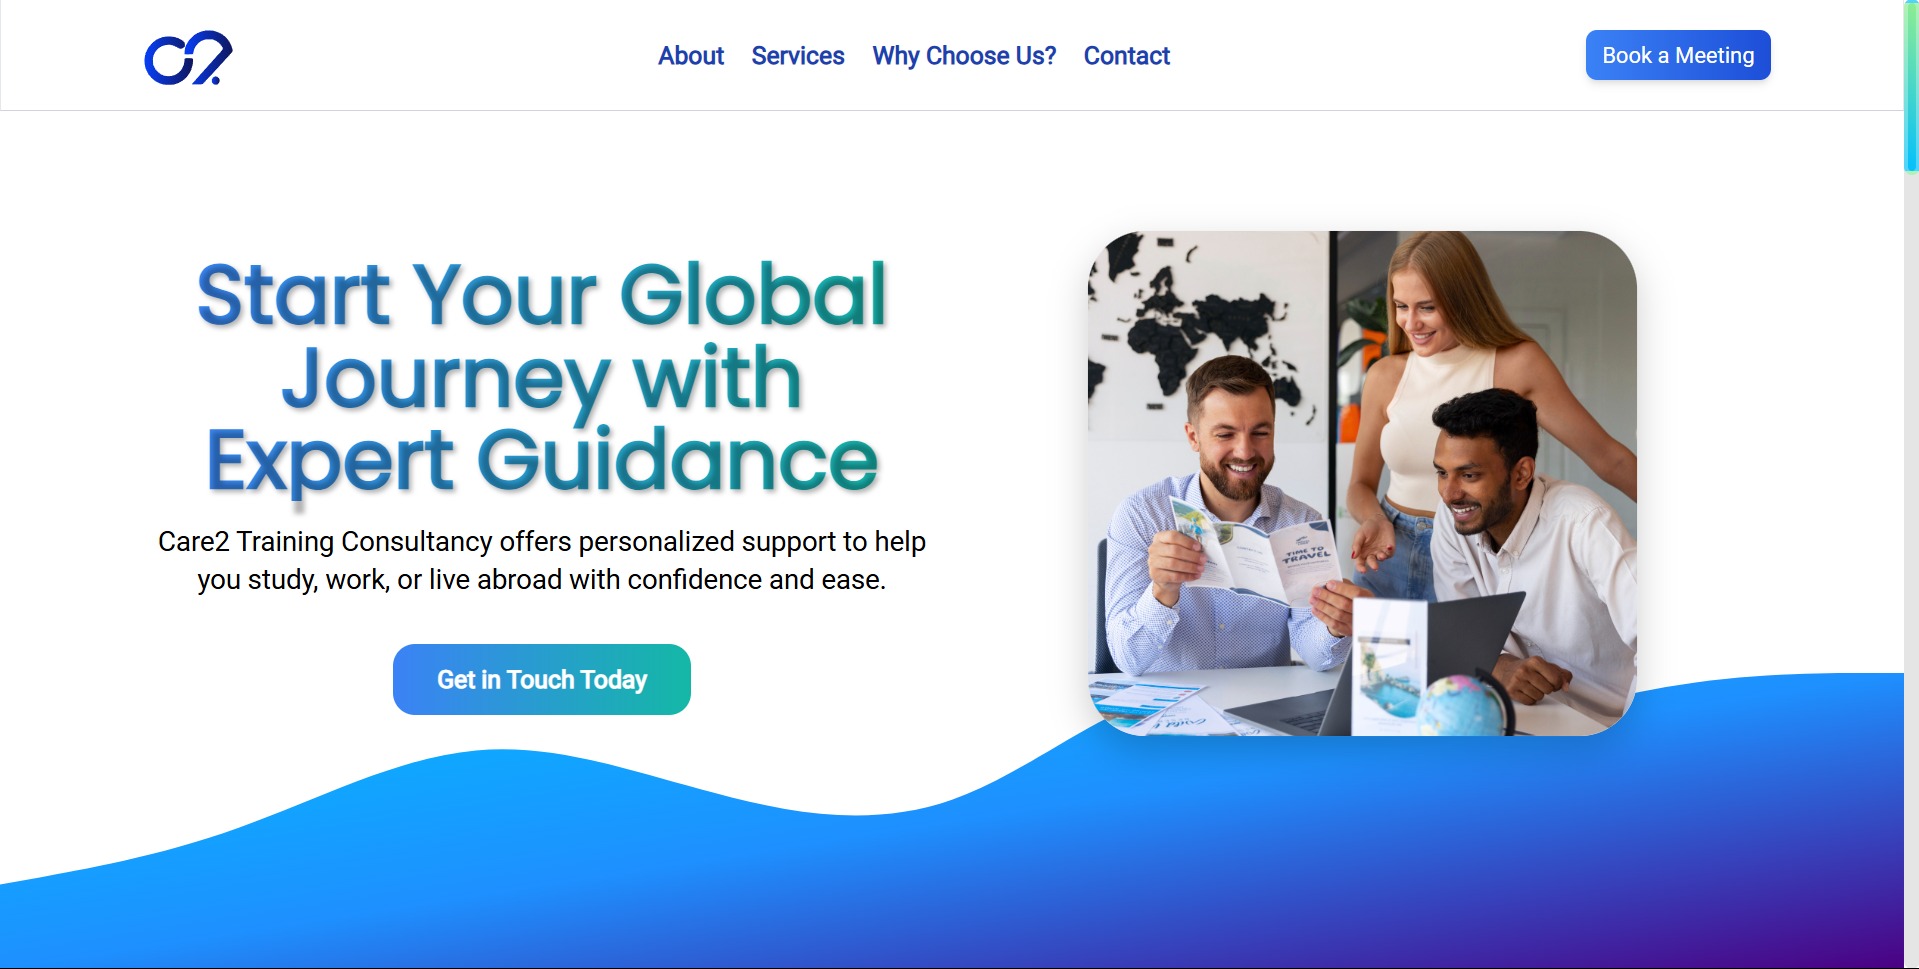 About Services Why Choose Us? Contact
Book a Meeting
Start Your Global
Journey with
Expert Guidance
Care2 Training Consultancy offers personalized support to help
you study, work, or live abroad with confidence and ease.
Get in Touch Today
TIME TO
TRAVEL